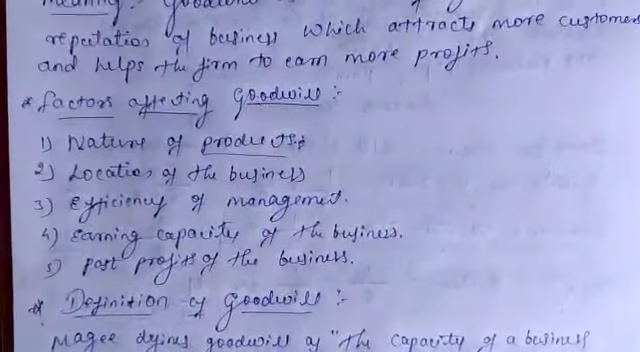 meaning: Goodwill
reputation of business which attracts more customers
and helps the firm to earn more profits.
* factors affecting Goodwill :-
1) Nature of products:
2) Location of the business
3) Efficiency of management.
4) Earning capacity of the business.
5) past profits of the business.
* Definition of Goodwill :-
Magee defines goodwill as "the capacity of a business